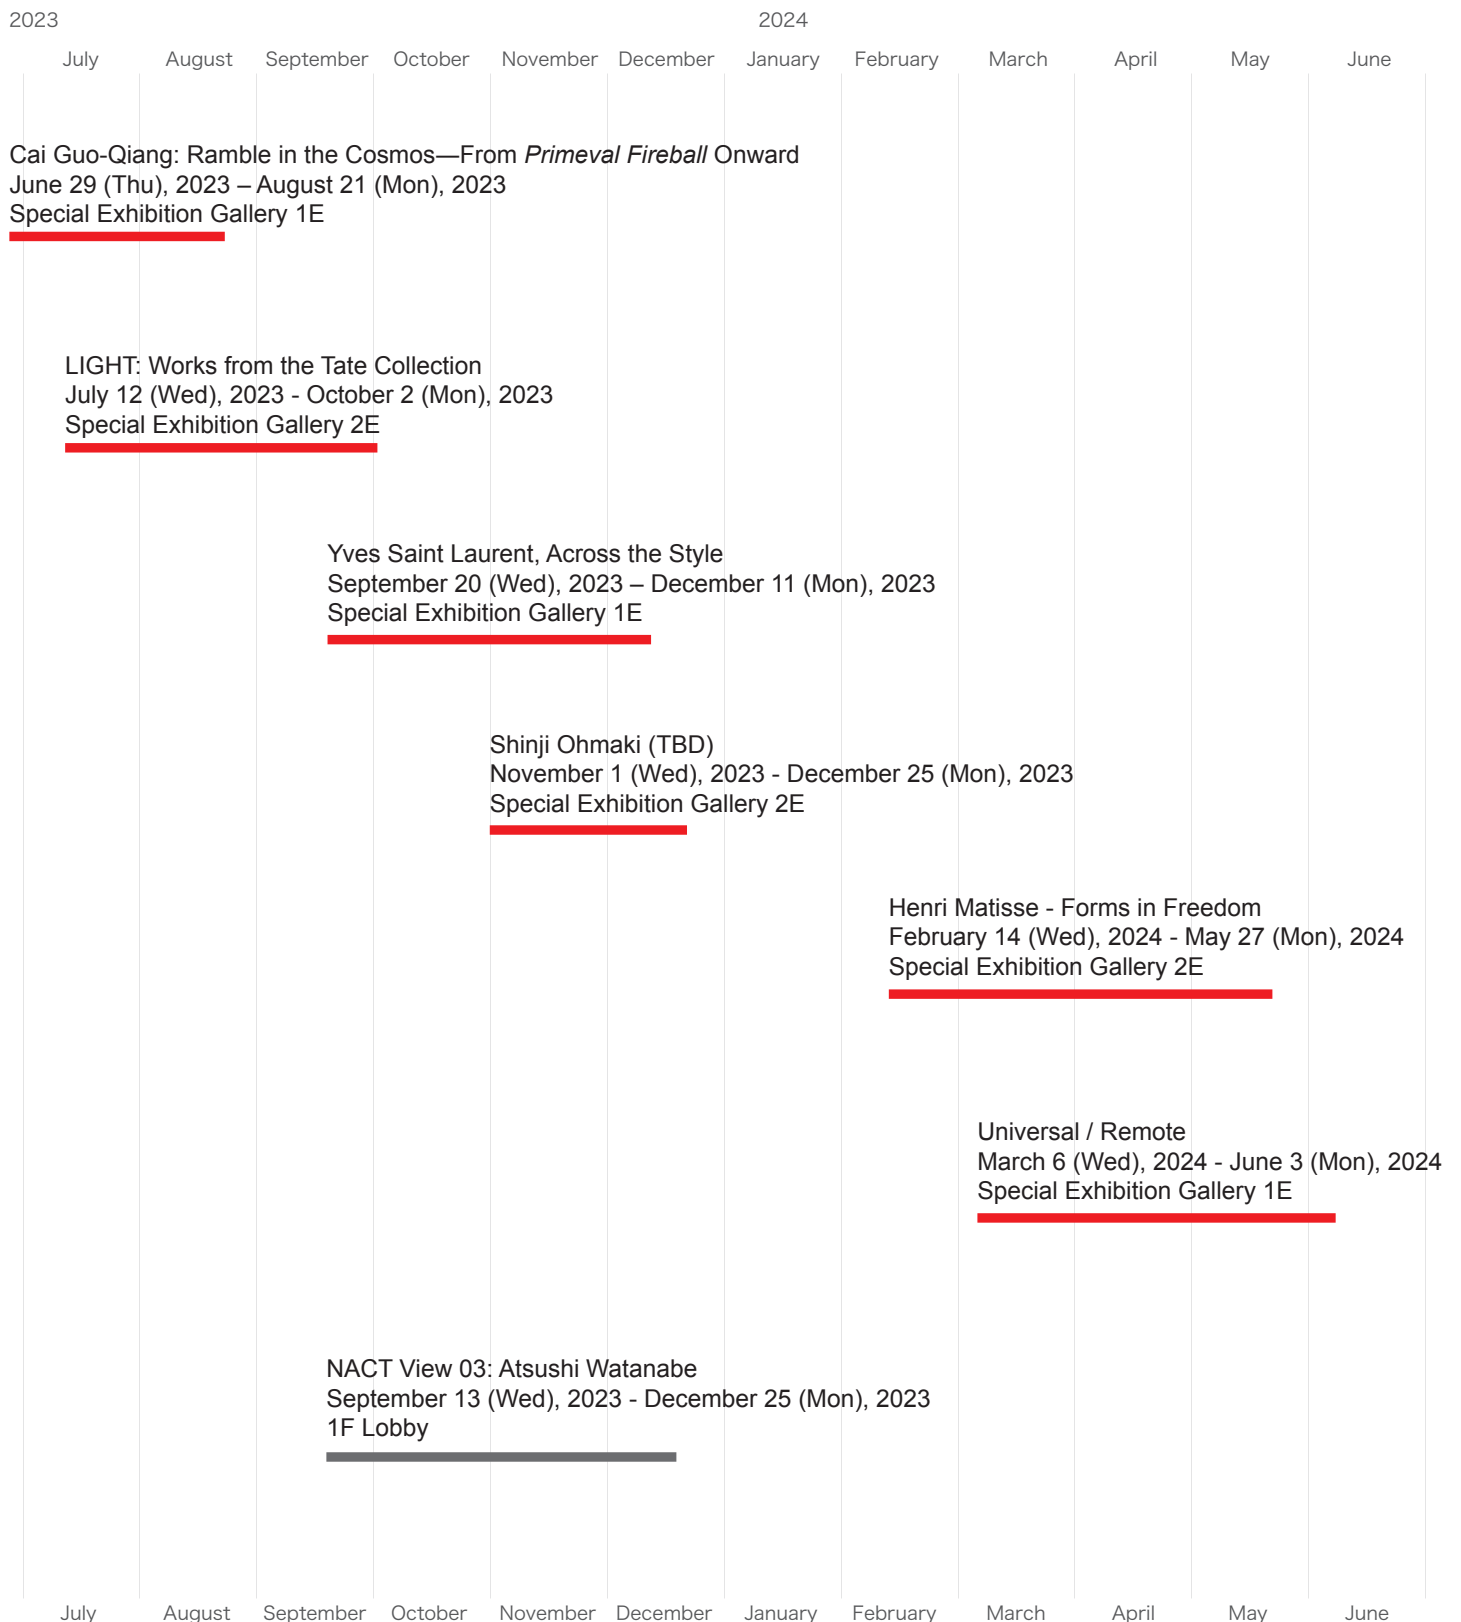 2023 2024
July August September October November December January February March April May June
Cai Guo-Qiang: Ramble in the Cosmos—From Primeval Fireball Onward
June 29 (Thu), 2023 – August 21 (Mon), 2023
Special Exhibition Gallery 1E
LIGHT: Works from the Tate Collection
July 12 (Wed), 2023 - October 2 (Mon), 2023
Special Exhibition Gallery 2E
Yves Saint Laurent, Across the Style
September 20 (Wed), 2023 – December 11 (Mon), 2023
Special Exhibition Gallery 1E
Shinji Ohmaki (TBD)
November 1 (Wed), 2023 - December 25 (Mon), 2023
Special Exhibition Gallery 2E
Henri Matisse - Forms in Freedom
February 14 (Wed), 2024 - May 27 (Mon), 2024
Special Exhibition Gallery 2E
Universal / Remote
March 6 (Wed), 2024 - June 3 (Mon), 2024
Special Exhibition Gallery 1E
NACT View 03: Atsushi Watanabe
September 13 (Wed), 2023 - December 25 (Mon), 2023
1F Lobby
July August September October November December January February March April May June